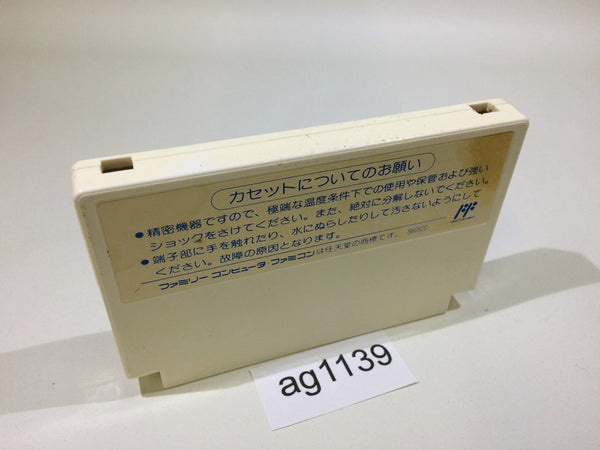 カセットについてのお願い
●精密機器ですので、極端な温度条件下での使用や保管および強い
ショックをさけてください。また、絶対に分解しないでください。
●端子部に手を触れたり、水にぬらしたりして汚さないようにして
ください。故障の原因となります。
ファミリーコンピュータ・ファミコンは任天堂の商標です。
ag1139